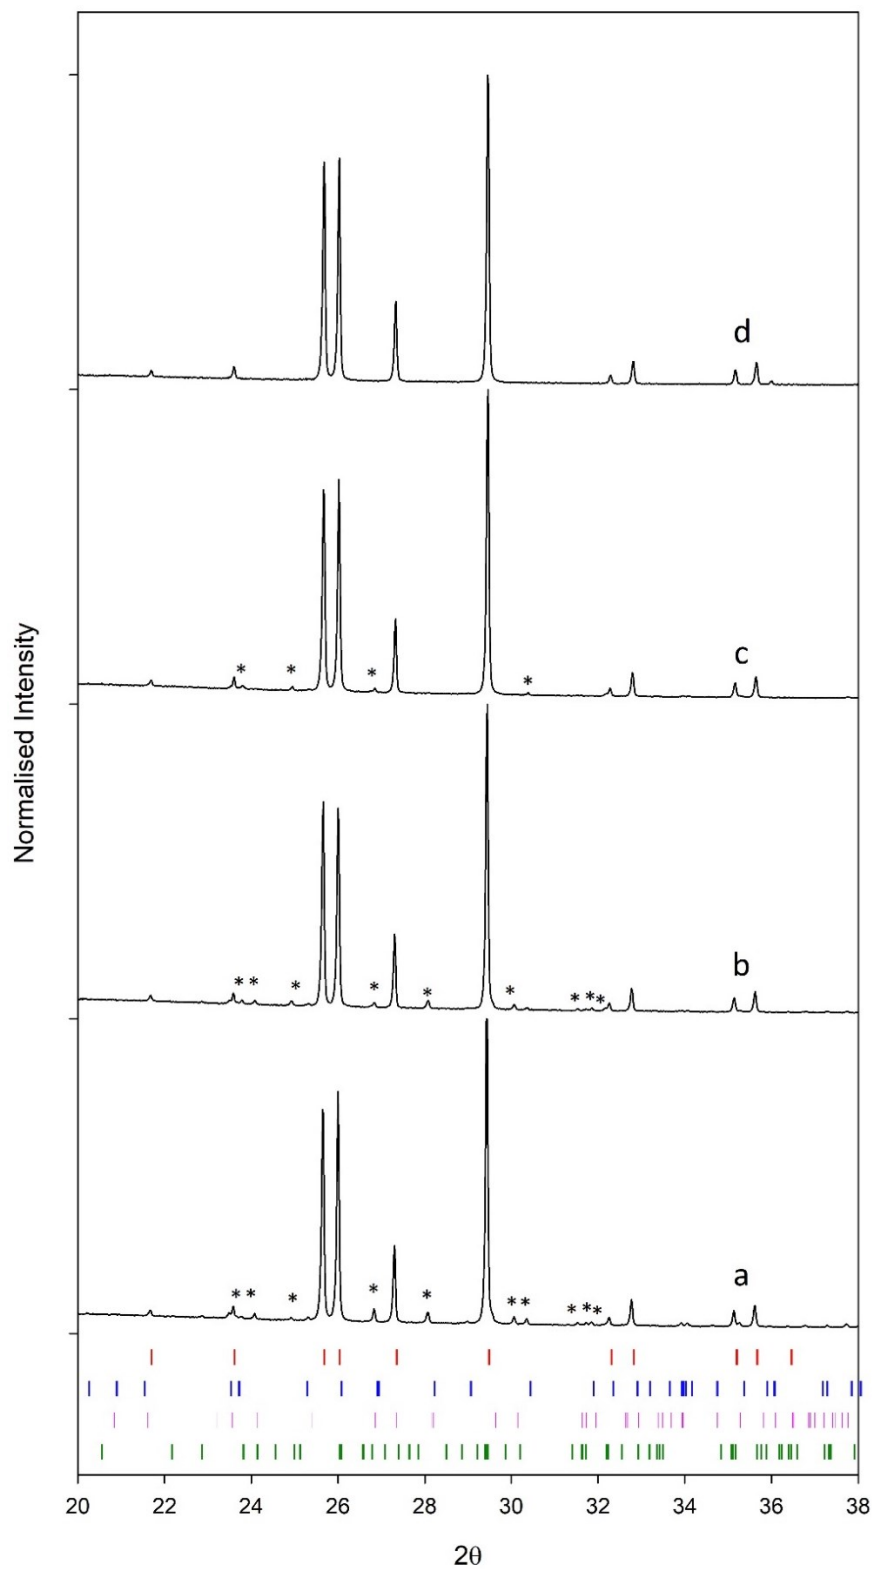 d
c
* * * *
b
* * * * * * * * *
a
* * * * * * * * * *
Normalised Intensity
20 22 24 26 28 30 32 34 36 38
2θ